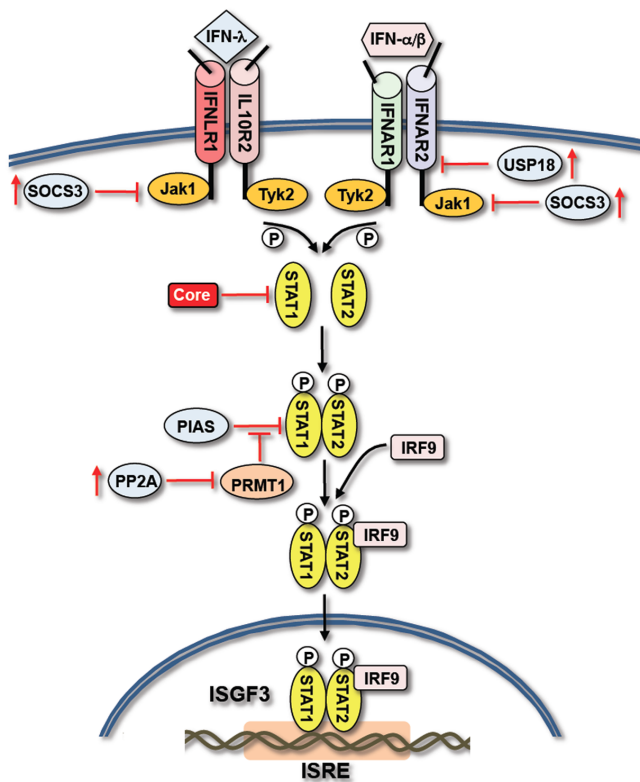 IFN-λ
IFN-α/β
IFNLR1
IL10R2
IFNAR1
IFNAR2
USP18
SOCS3
Jak1
Tyk2
Tyk2
Jak1
SOCS3
P
P
Core
STAT1
STAT2
P
P
PIAS
STAT1
STAT2
IRF9
PP2A
PRMT1
P
P
STAT1
STAT2
IRF9
P
P
ISGF3
STAT1
STAT2
IRF9
ISRE